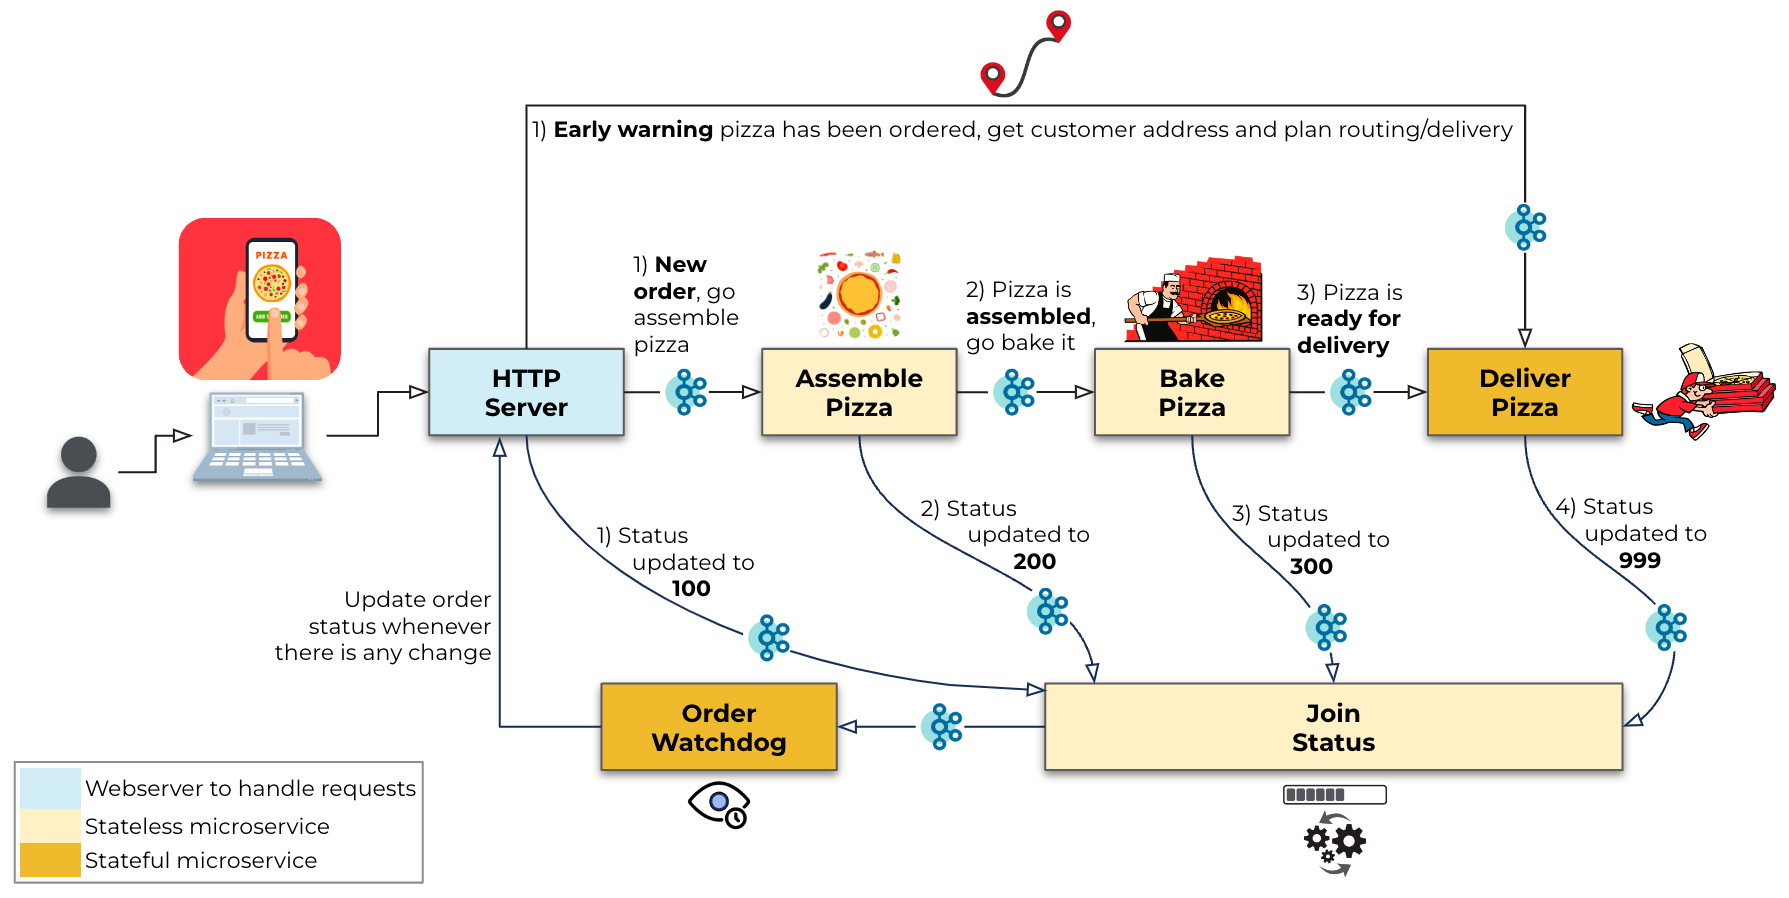 1) Early warning pizza has been ordered, get customer address and plan routing/delivery
PIZZA
1) New
order, go
assemble
pizza
2) Pizza is
assembled,
go bake it
3) Pizza is
ready for
delivery
HTTP
Server
Assemble
Pizza
Bake
Pizza
Deliver
Pizza
1) Status
updated to
100
2) Status
updated to
200
3) Status
updated to
300
4) Status
updated to
999
Update order
status whenever
there is any change
Order
Watchdog
Join
Status
Webserver to handle requests
Stateless microservice
Stateful microservice